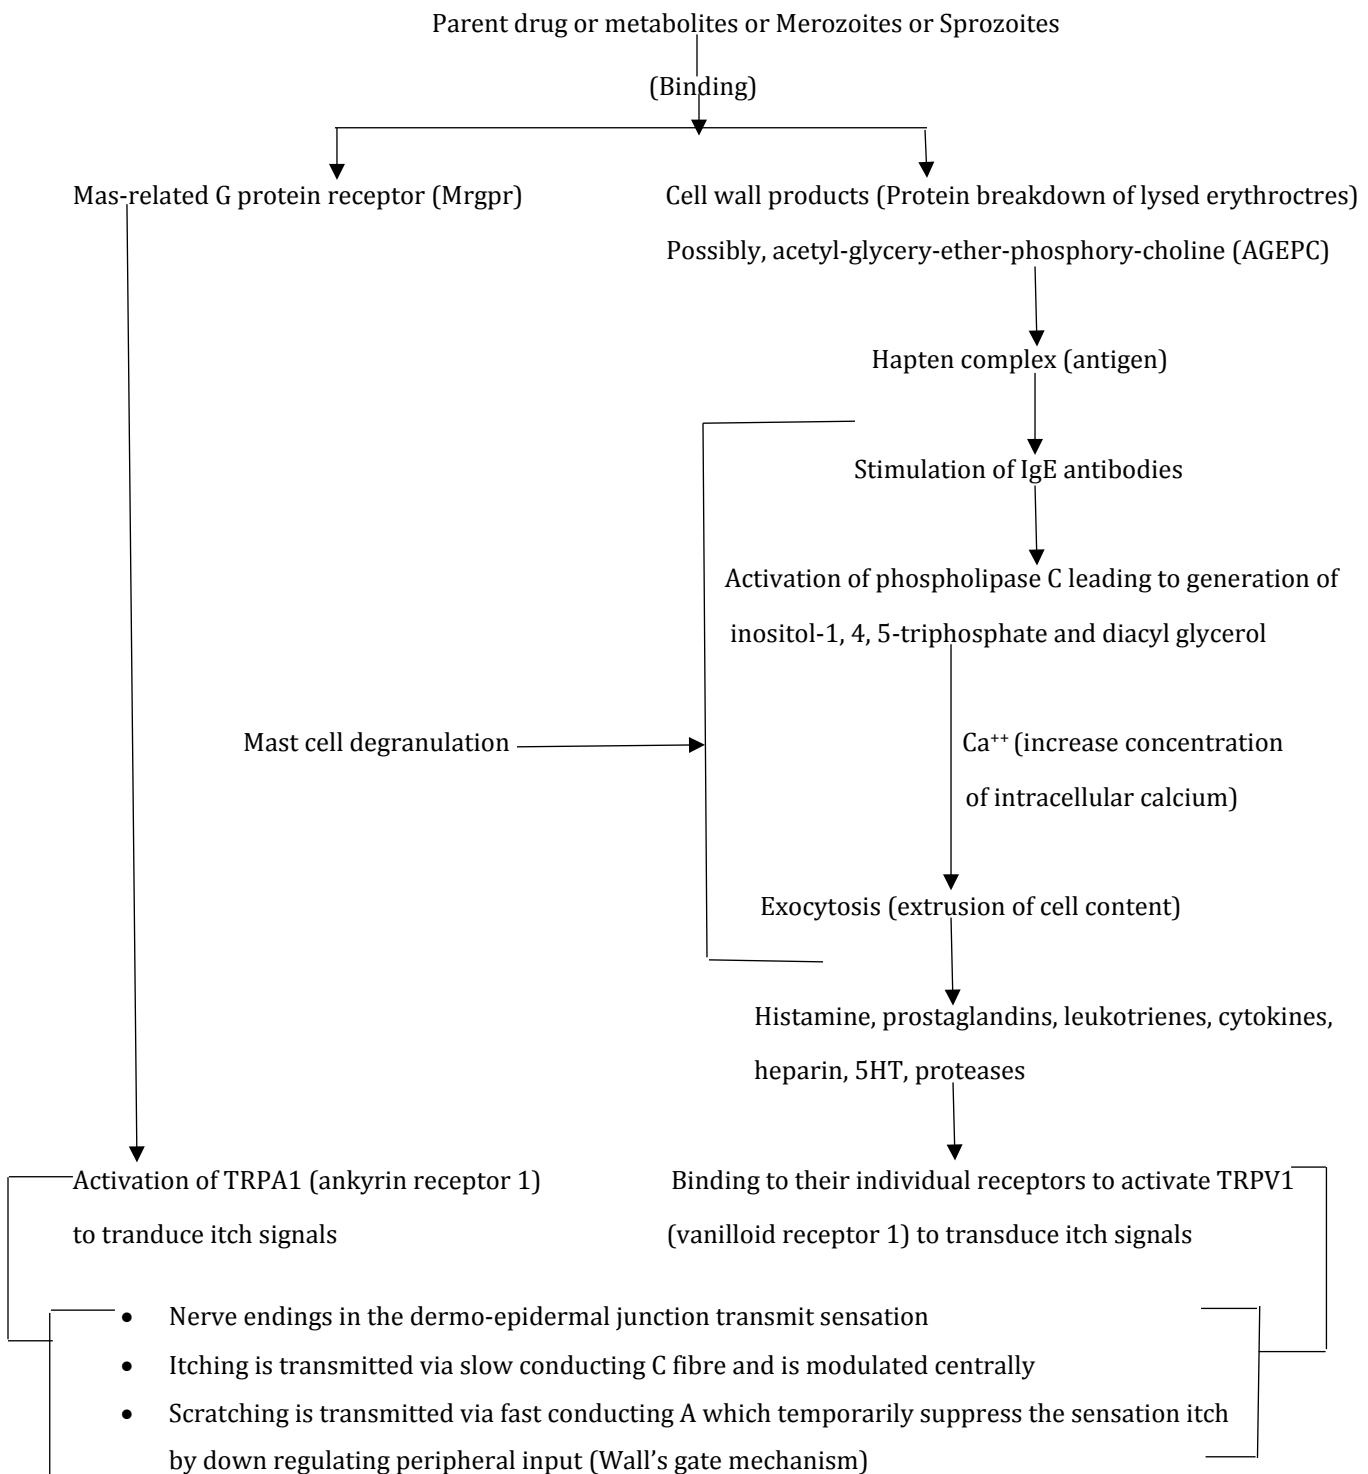 Parent drug or metabolites or Merozoites or Sprozoites
(Binding)
Mas-related G protein receptor (Mrgpr)
Cell wall products (Protein breakdown of lysed erythroctres)
Possibly, acetyl-glycery-ether-phosphory-choline (AGEPC)
Hapten complex (antigen)
Stimulation of IgE antibodies
Activation of phospholipase C leading to generation of
inositol-1, 4, 5-triphosphate and diacyl glycerol
Mast cell degranulation
Ca⁺⁺ (increase concentration
of intracellular calcium)
Exocytosis (extrusion of cell content)
Histamine, prostaglandins, leukotrienes, cytokines,
heparin, 5HT, proteases
Activation of TRPA1 (ankyrin receptor 1)
to tranduce itch signals
Binding to their individual receptors to activate TRPV1
(vanilloid receptor 1) to transduce itch signals
• Nerve endings in the dermo-epidermal junction transmit sensation
• Itching is transmitted via slow conducting C fibre and is modulated centrally
• Scratching is transmitted via fast conducting A which temporarily suppress the sensation itch
by down regulating peripheral input (Wall's gate mechanism)